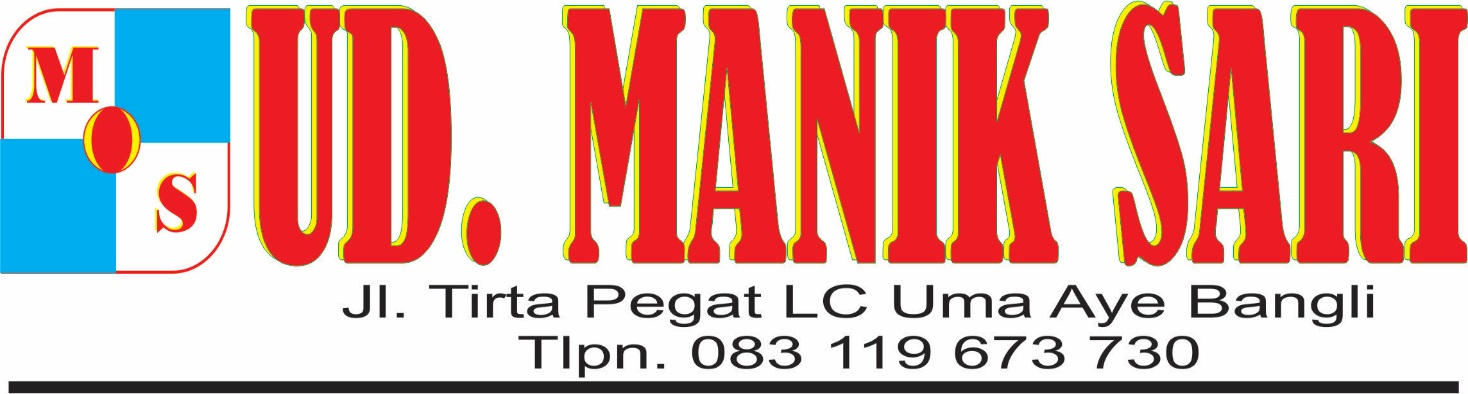 M S
UD. MANIK SARI
Jl. Tirta Pegat LC Uma Aye Bangli
Tlpn. 083 119 673 730